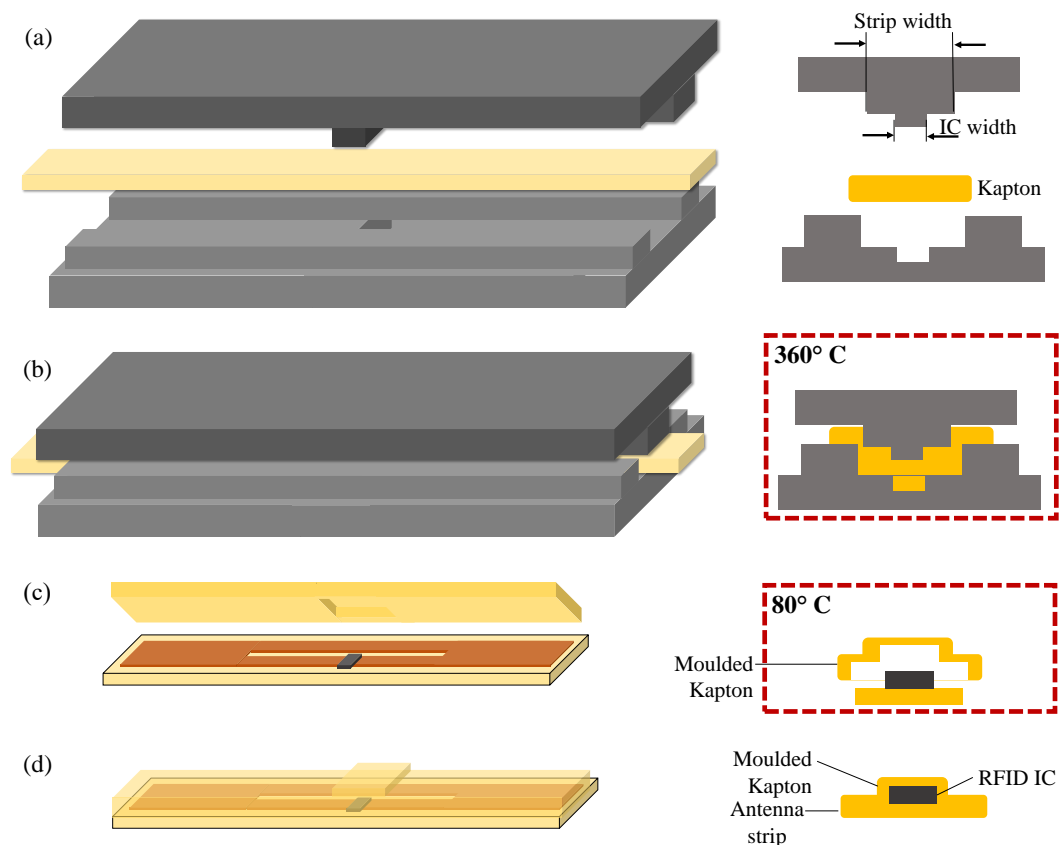 (a)
Strip width
IC width
Kapton
(b)
360° C
(c)
80° C
Moulded
Kapton
(d)
Moulded
Kapton
RFID IC
Antenna
strip